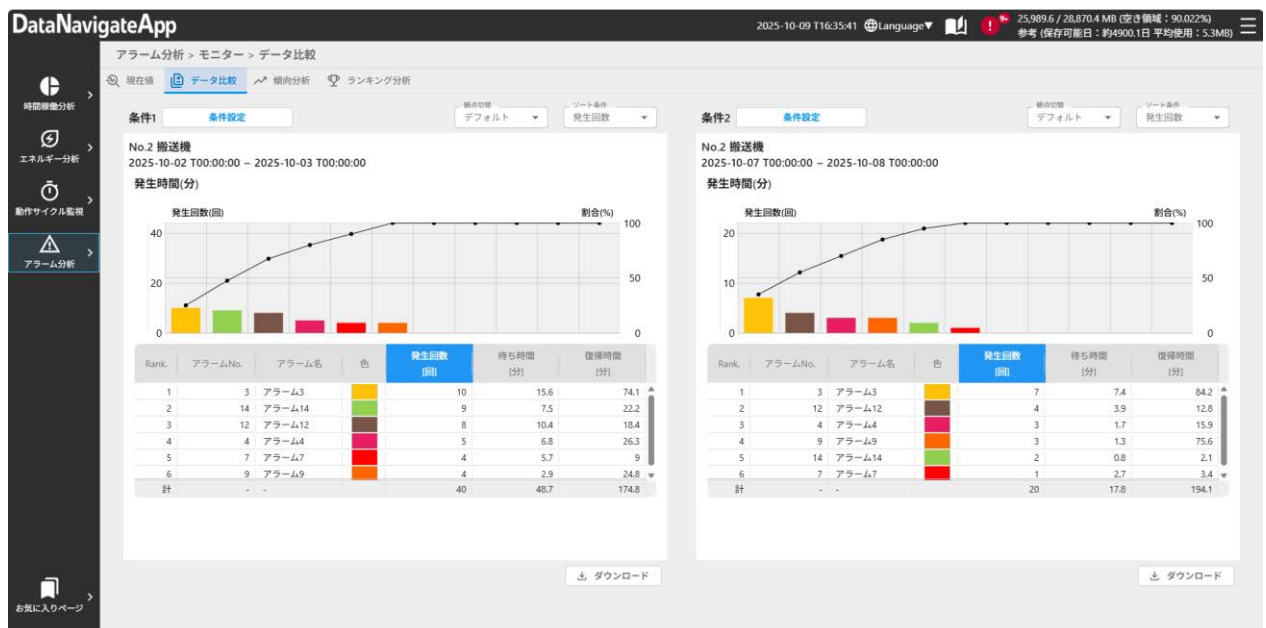 DataNavigateApp
2025-10-09 T16:35:41 Language▼ ! 9+ 25,989.6 / 28,870.4 MB (空き領域：90.022%)
参考 (保存可能日：約4900.1日 平均使用：5.3MB)
アラーム分析 > モニター > データ比較
現在値 データ比較 傾向分析 ランキング分析
時間稼働分析
エネルギー分析
動作サイクル監視
アラーム分析
お気に入りページ
条件1 条件設定 観点切替 デフォルト ソート条件 発生回数
No.2 搬送機
2025-10-02 T00:00:00 ~ 2025-10-03 T00:00:00
発生時間(分)
発生回数(回) 割合(%)
40 100
20 50
0 0
Rank. アラームNo. アラーム名 色 発生回数 [回] 待ち時間 [分] 復帰時間 [分]
1 3 アラーム3 10 15.6 74.1
2 14 アラーム14 9 7.5 22.2
3 12 アラーム12 8 10.4 18.4
4 4 アラーム4 5 6.8 26.3
5 7 アラーム7 4 5.7 9
6 9 アラーム9 4 2.9 24.8
計 - - 40 48.7 174.8
ダウンロード
条件2 条件設定 観点切替 デフォルト ソート条件 発生回数
No.2 搬送機
2025-10-07 T00:00:00 ~ 2025-10-08 T00:00:00
発生時間(分)
発生回数(回) 割合(%)
20 100
10 50
0 0
Rank. アラームNo. アラーム名 色 発生回数 [回] 待ち時間 [分] 復帰時間 [分]
1 3 アラーム3 7 7.4 84.2
2 12 アラーム12 4 3.9 12.8
3 4 アラーム4 3 1.7 15.9
4 9 アラーム9 3 1.3 75.6
5 14 アラーム14 2 0.8 2.1
6 7 アラーム7 1 2.7 3.4
計 - - 20 17.8 194.1
ダウンロード